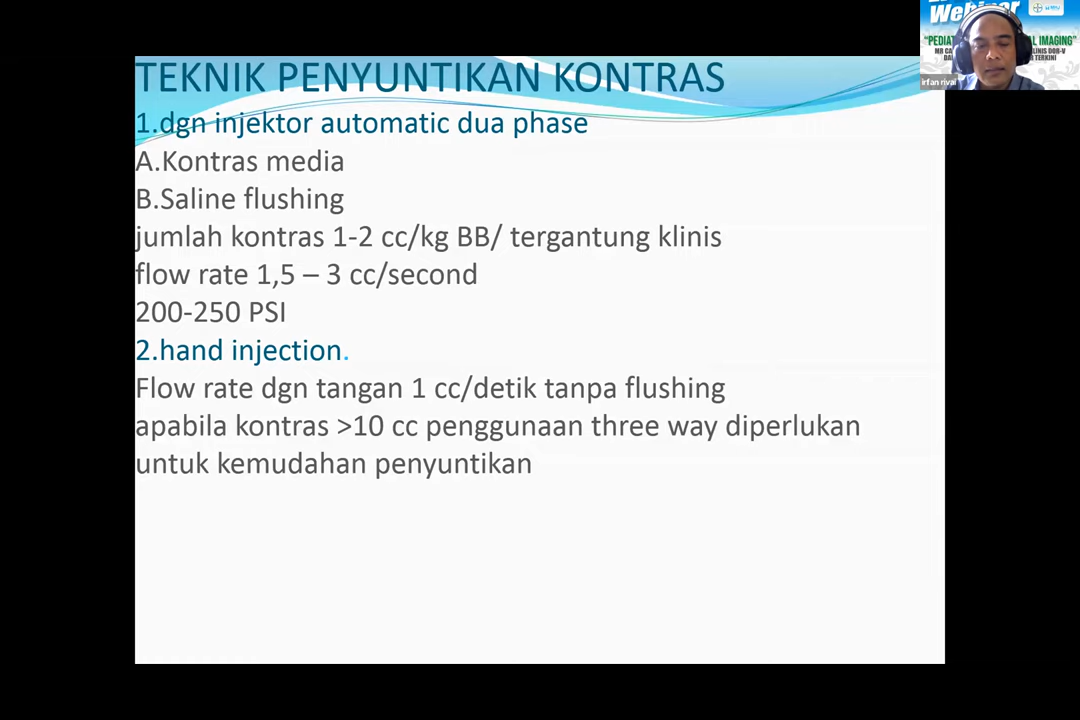 TEKNIK PENYUNTIKAN KONTRAS
1.dgn injektor automatic dua phase
A.Kontras media
B.Saline flushing
jumlah kontras 1-2 cc/kg BB/ tergantung klinis
flow rate 1,5 – 3 cc/second
200-250 PSI
2.hand injection.
Flow rate dgn tangan 1 cc/detik tanpa flushing
apabila kontras >10 cc penggunaan three way diperlukan
untuk kemudahan penyuntikan
Webinar
IMAGING"
TERKINI
irfan rivai